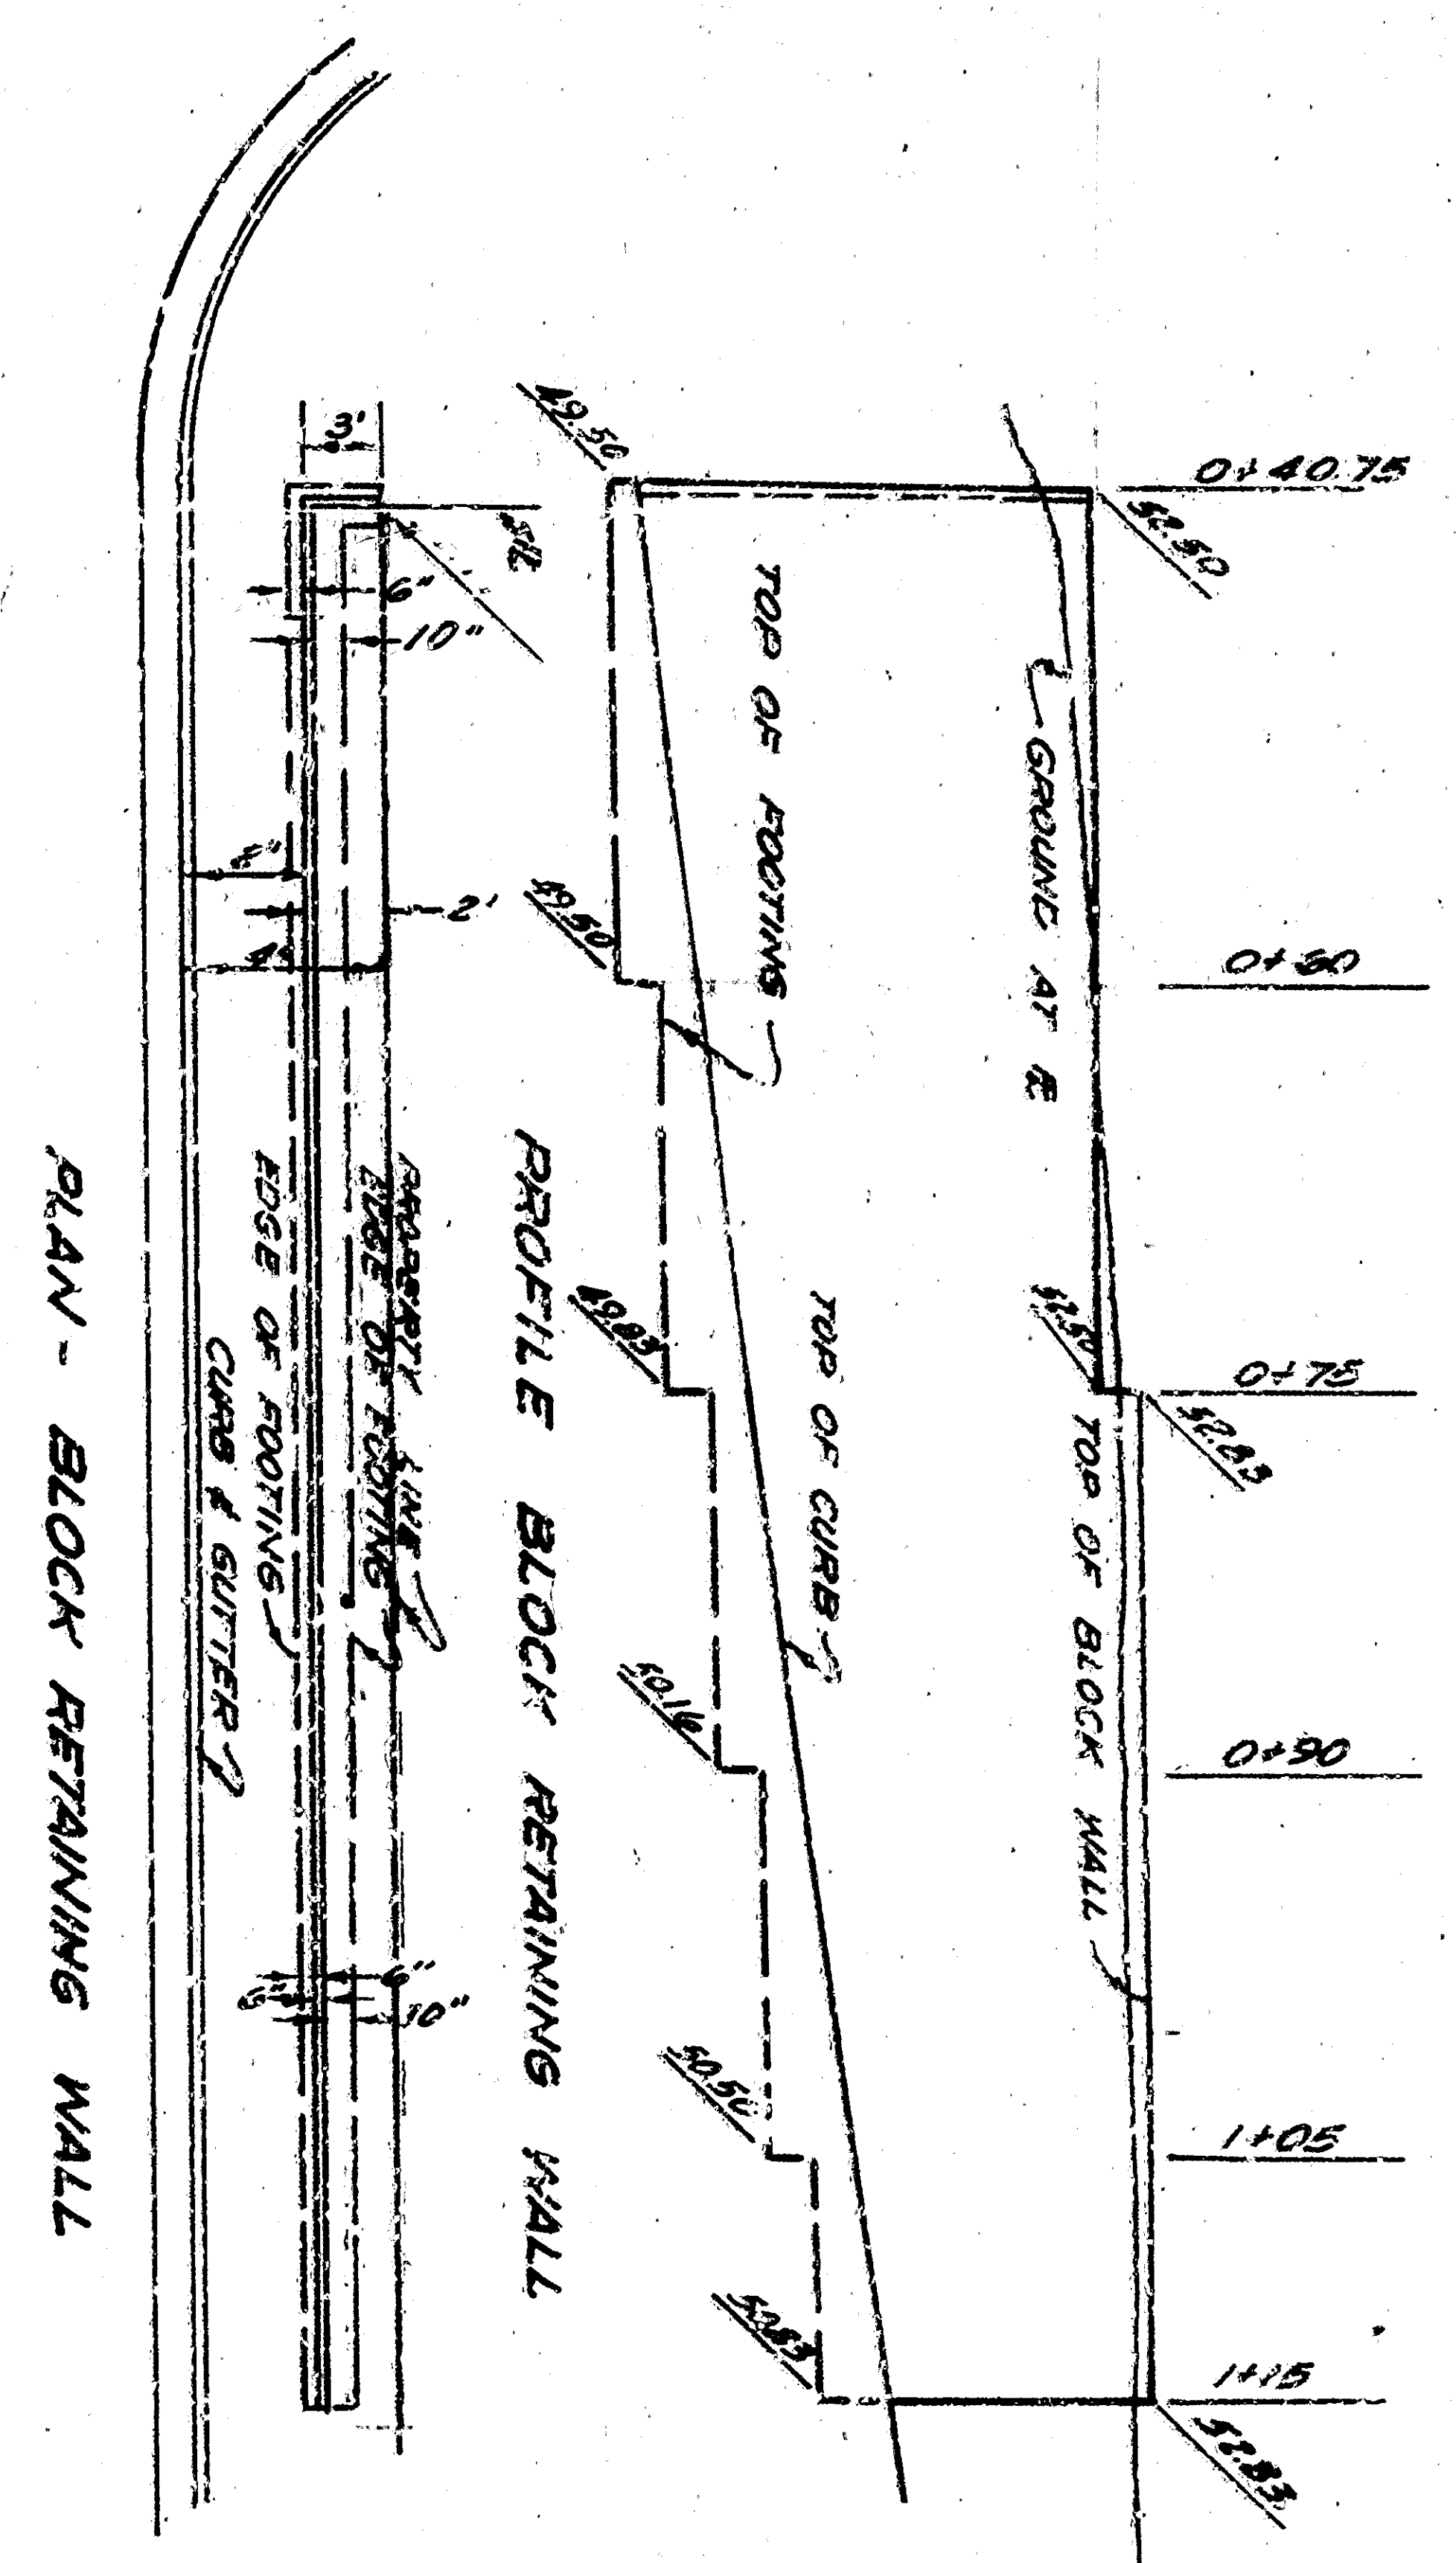 0+40.75
0+60
0+75
0+90
1+05
1+15
52.50
52.50
52.83
52.83
GROUND AT ⅊
TOP OF BLOCK WALL
TOP OF FOOTING
TOP OF CURB
49.50
49.50
49.83
50.16
50.50
50.83
PROFILE BLOCK RETAINING WALL
3'
6"
10"
2'
PROPERTY LINE
EDGE OF FOOTING
EDGE OF FOOTING
CURB & GUTTER
6"
6"
10"
PLAN - BLOCK RETAINING WALL